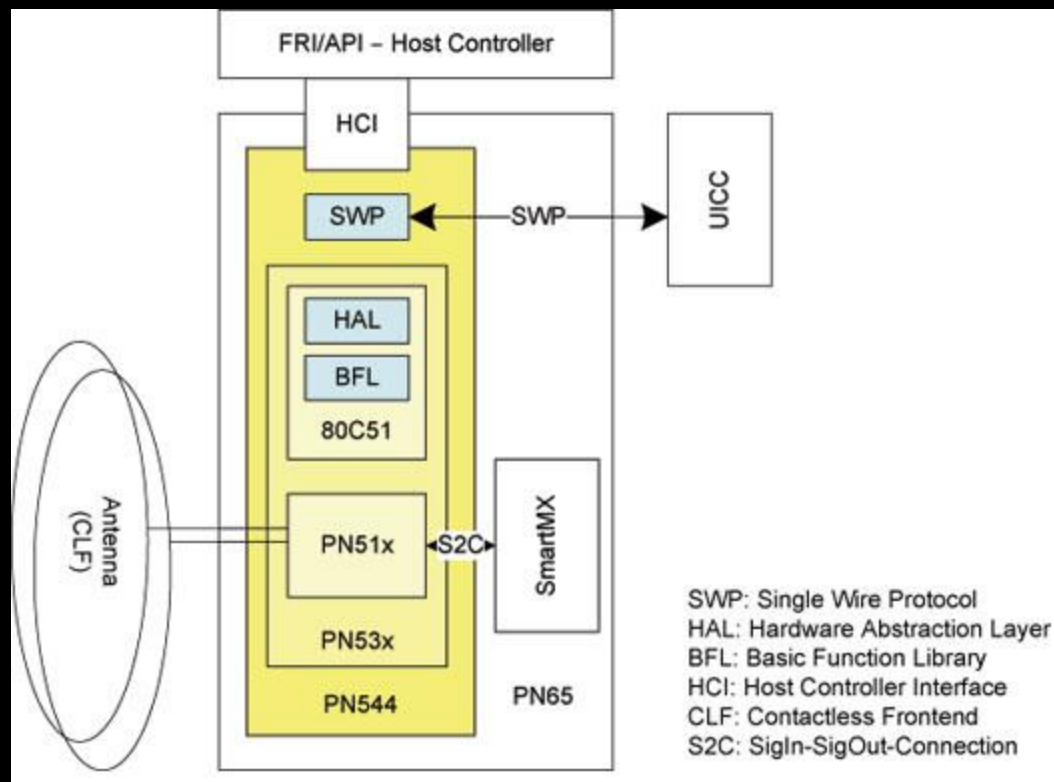 FRI/API – Host Controller
HCI
SWP
SWP
UICC
HAL
BFL
80C51
Antenna
(CLF)
PN51x
S2C
SmartMX
PN53x
PN544
PN65
SWP: Single Wire Protocol
HAL: Hardware Abstraction Layer
BFL: Basic Function Library
HCI: Host Controller Interface
CLF: Contactless Frontend
S2C: SigIn-SigOut-Connection